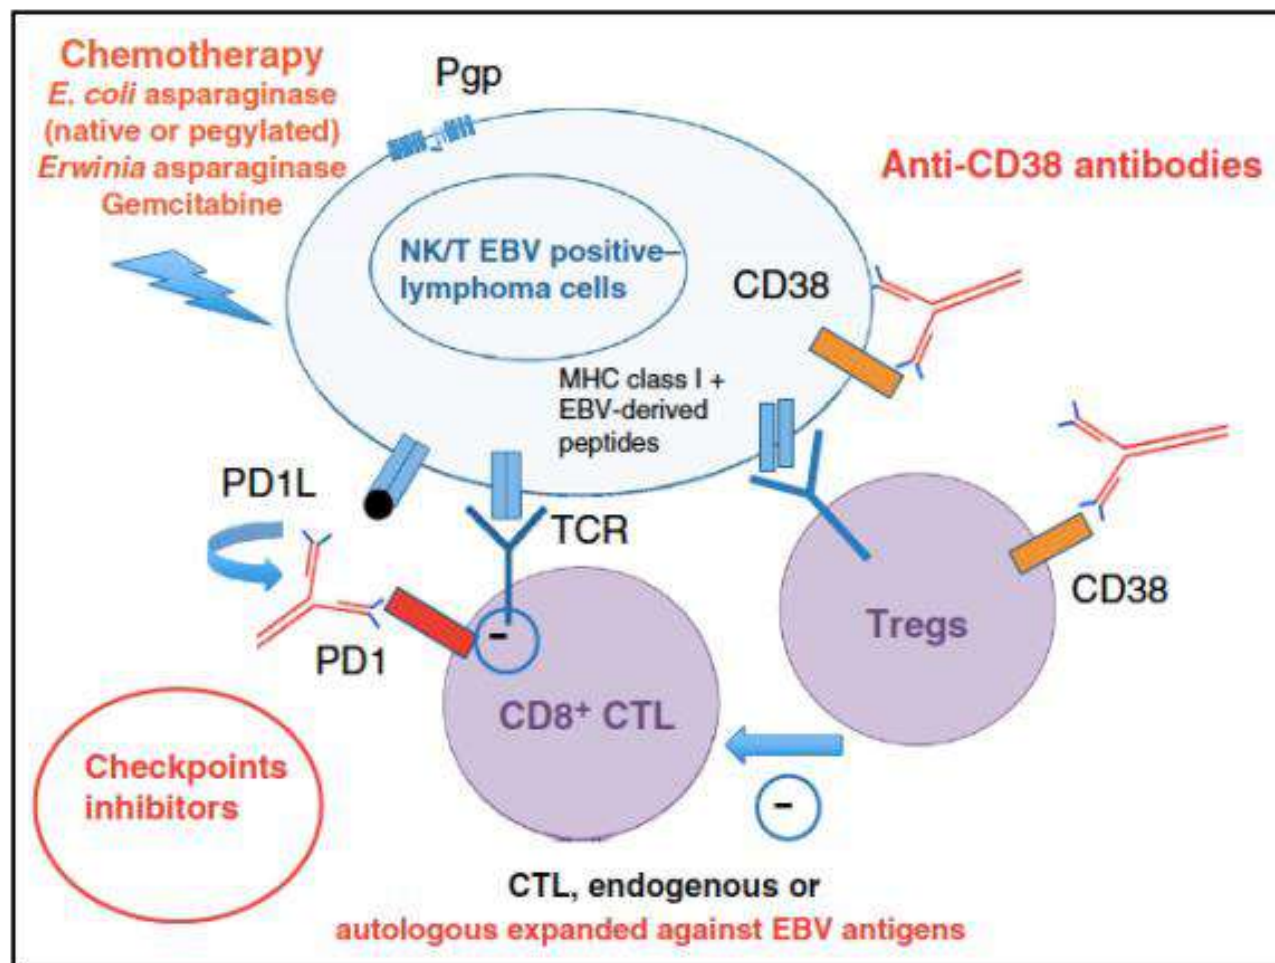 Chemotherapy
E. coli asparaginase
(native or pegylated)
Erwinia asparaginase
Gemcitabine
Pgp
Anti-CD38 antibodies
NK/T EBV positive–
lymphoma cells
CD38
MHC class I +
EBV-derived
peptides
PD1L
TCR
CD38
Tregs
PD1
-
CD8⁺ CTL
Checkpoints
inhibitors
-
CTL, endogenous or
autologous expanded against EBV antigens